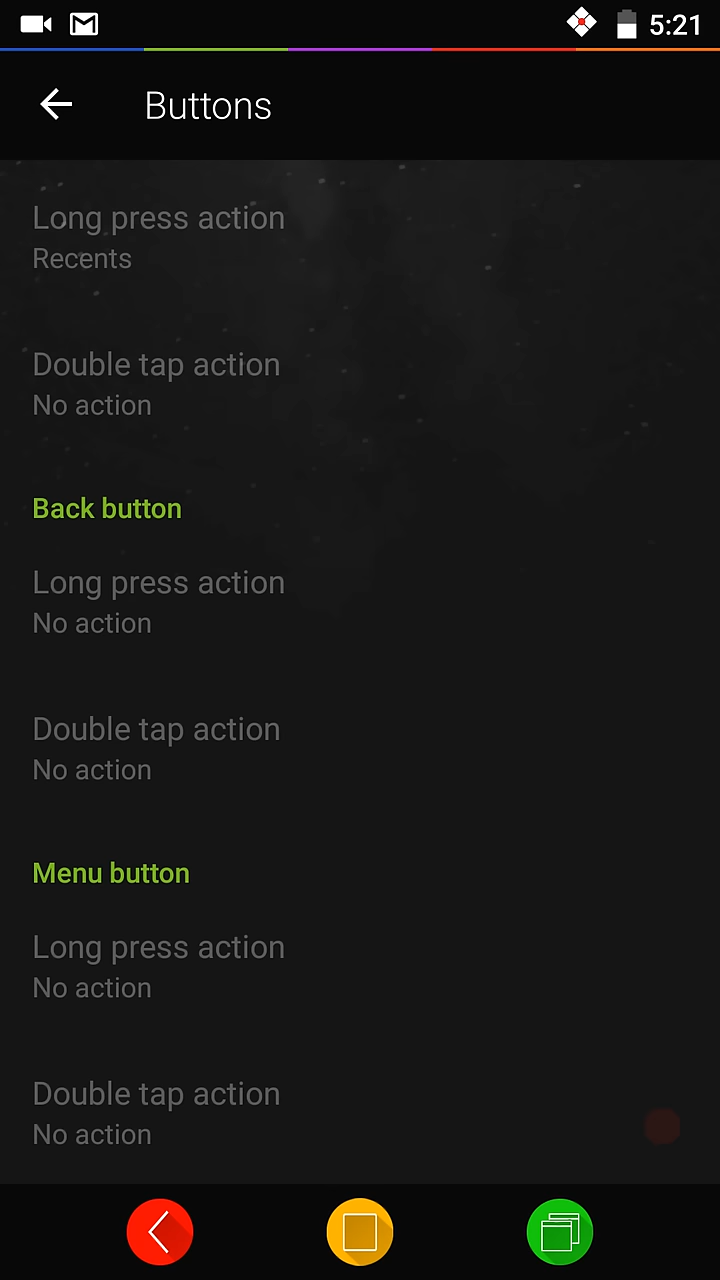 5:21
Buttons
Long press action
Recents
Double tap action
No action
Back button
Long press action
No action
Double tap action
No action
Menu button
Long press action
No action
Double tap action
No action